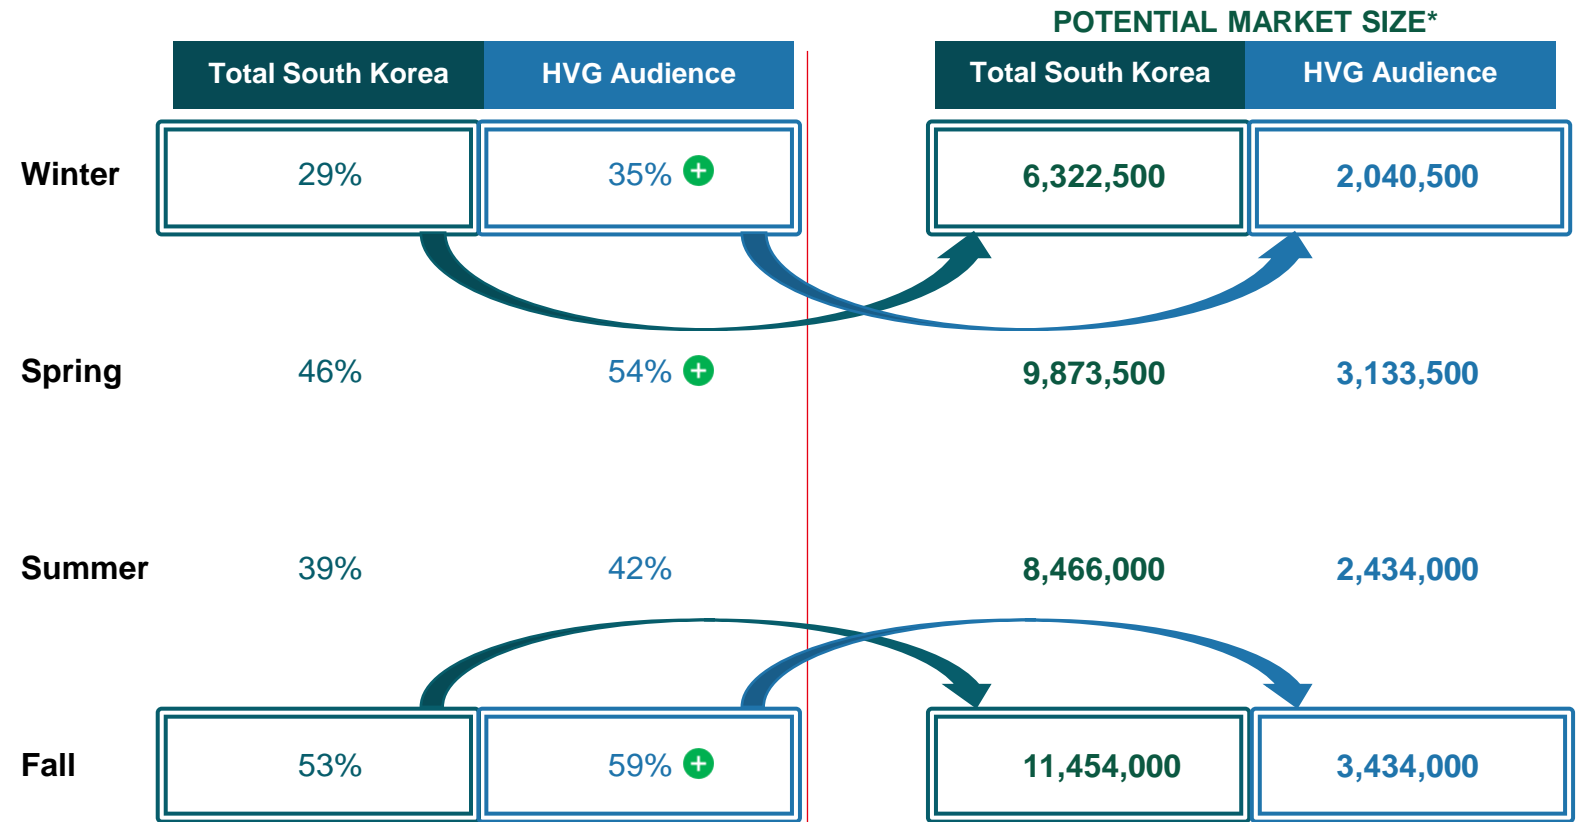 POTENTIAL MARKET SIZE*
Total South Korea HVG Audience Total South Korea HVG Audience
Winter 29% 35% + 6,322,500 2,040,500
Spring 46% 54% + 9,873,500 3,133,500
Summer 39% 42% 8,466,000 2,434,000
Fall 53% 59% + 11,454,000 3,434,000